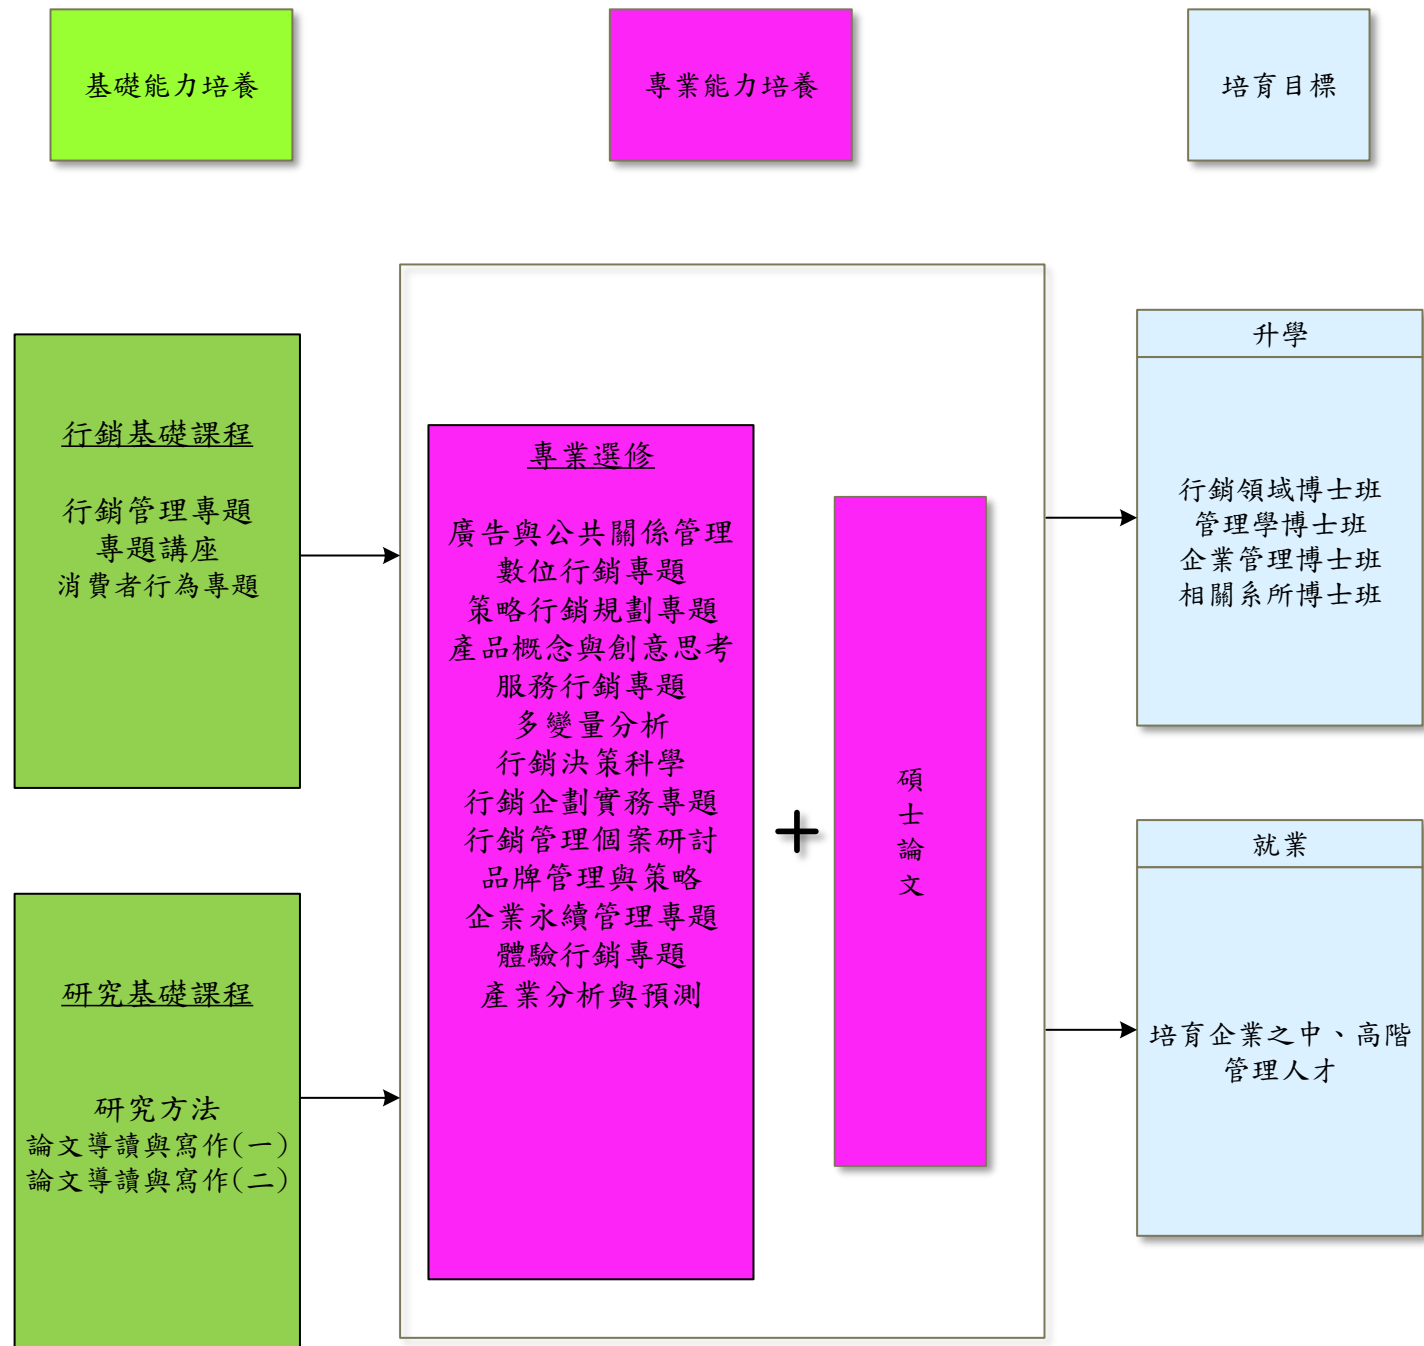 基礎能力培養
專業能力培養
培育目標
行銷基礎課程
行銷管理專題
專題講座
消費者行為專題
研究基礎課程
研究方法
論文導讀與寫作(一)
論文導讀與寫作(二)
專業選修
廣告與公共關係管理
數位行銷專題
策略行銷規劃專題
產品概念與創意思考
服務行銷專題
多變量分析
行銷決策科學
行銷企劃實務專題
行銷管理個案研討
品牌管理與策略
企業永續管理專題
體驗行銷專題
產業分析與預測
+
碩
士
論
文
升學
行銷領域博士班
管理學博士班
企業管理博士班
相關系所博士班
就業
培育企業之中、高階
管理人才